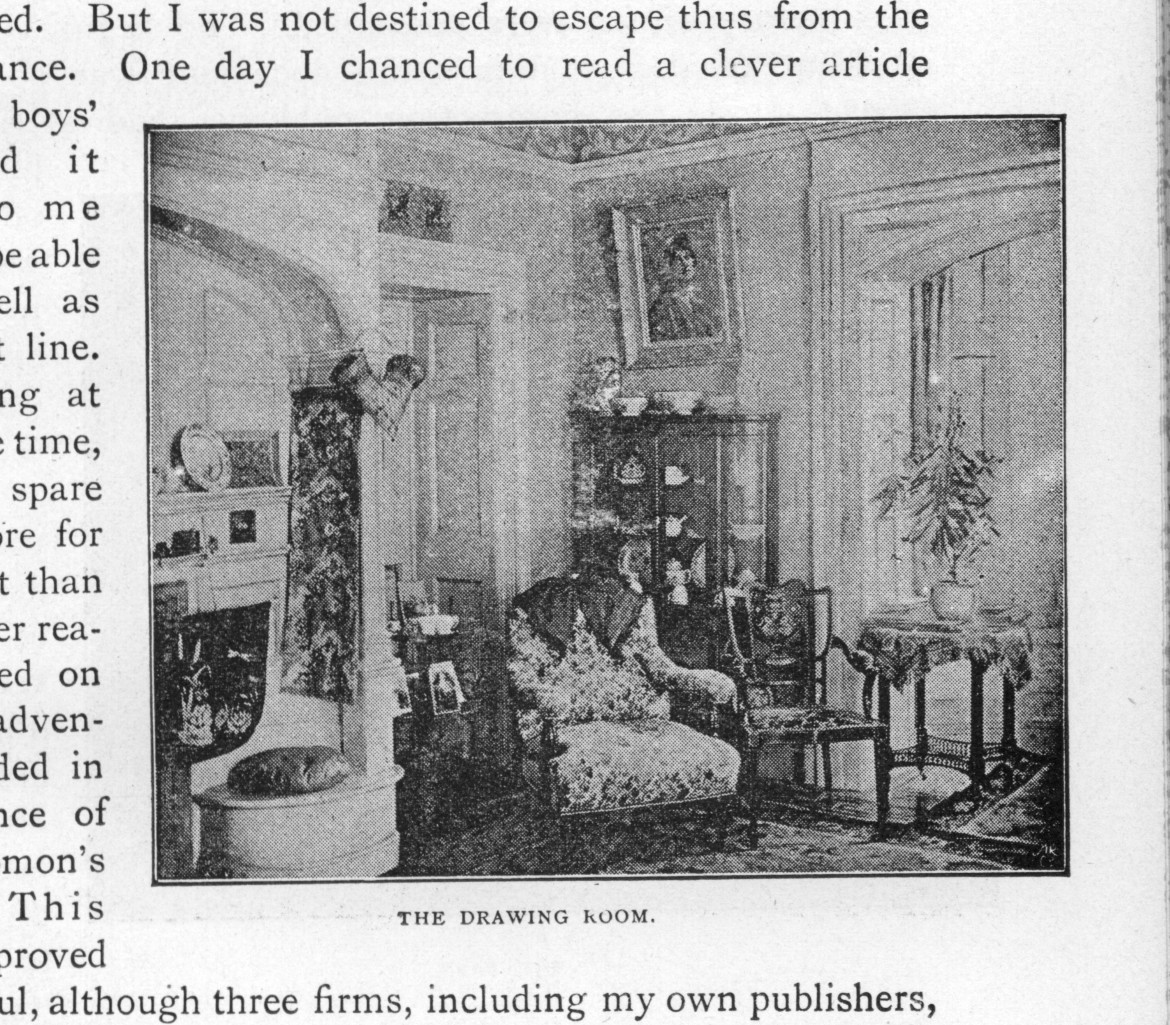 ed. But I was not destined to escape thus from the
ance. One day I chanced to read a clever article
boys'
d it
o me
be able
ell as
t line.
ng at
e time,
spare
ore for
t than
er rea-
ed on
adven-
ded in
nce of
omon's
This
proved
THE DRAWING ROOM.
ul, although three firms, including my own publishers,